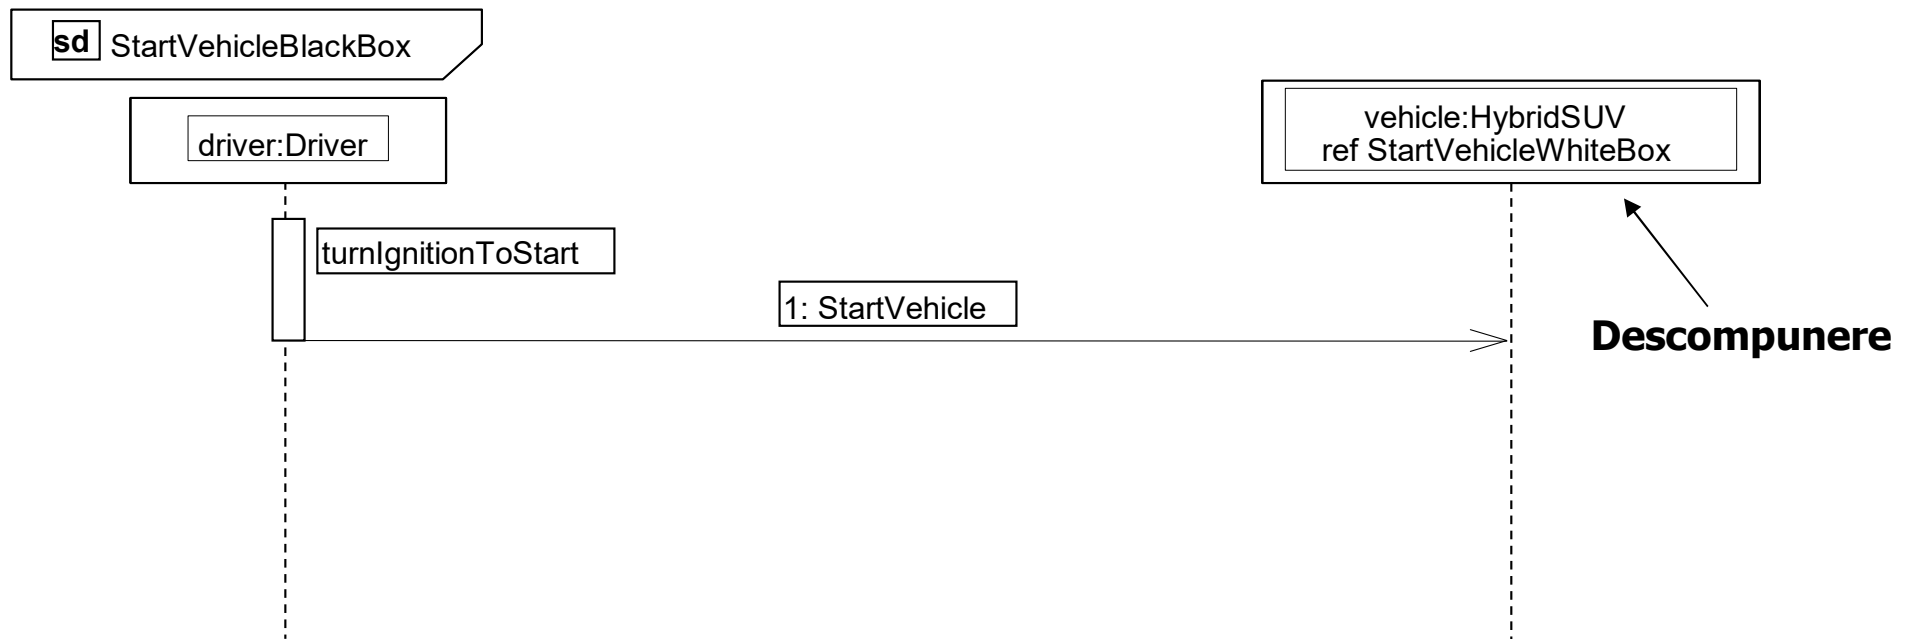 sd StartVehicleBlackBox
driver:Driver
vehicle:HybridSUV
ref StartVehicleWhiteBox
turnIgnitionToStart
1: StartVehicle
Descompunere